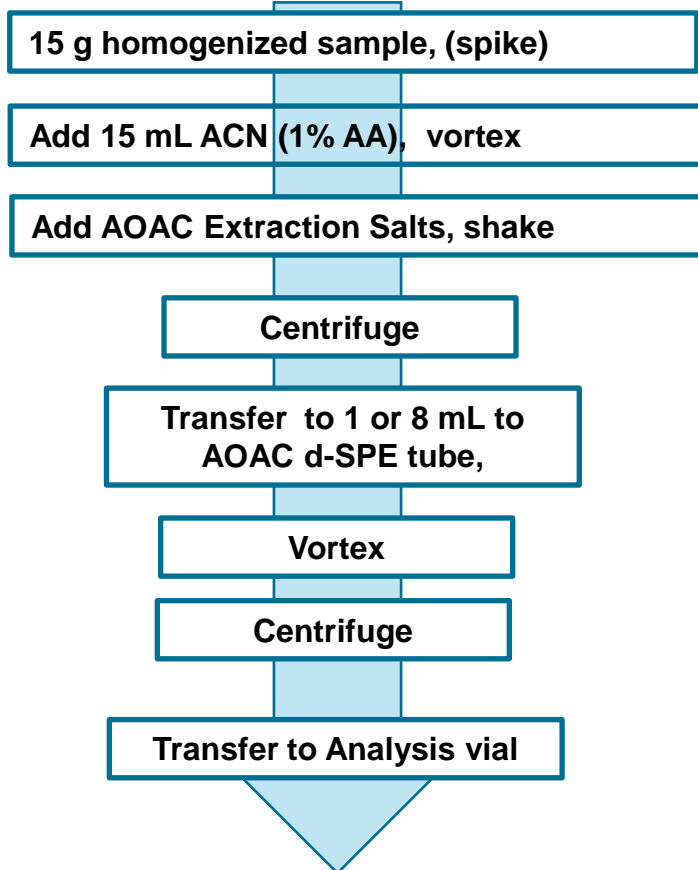 15 g homogenized sample, (spike)
Add 15 mL ACN (1% AA), vortex
Add AOAC Extraction Salts, shake
Centrifuge
Transfer to 1 or 8 mL to
AOAC d-SPE tube,
Vortex
Centrifuge
Transfer to Analysis vial